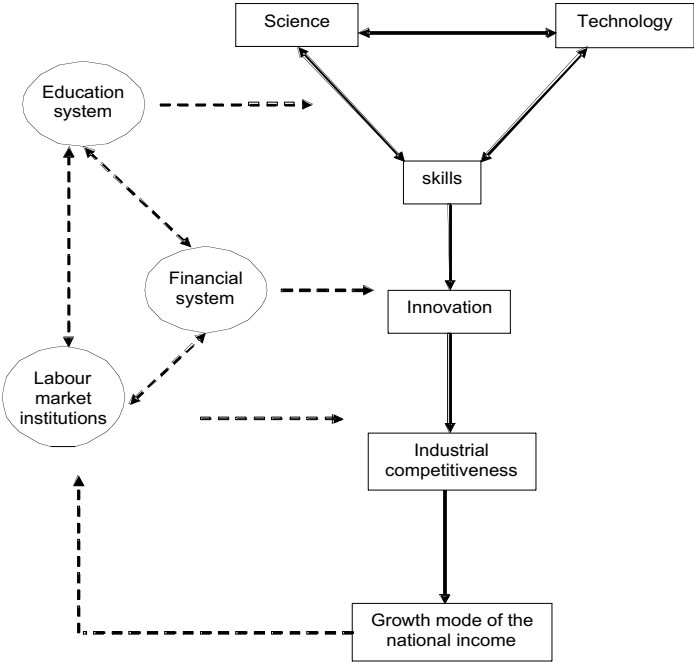 Science
Technology
Education
system
skills
Financial
system
Innovation
Labour
market
institutions
Industrial
competitiveness
Growth mode of the
national income